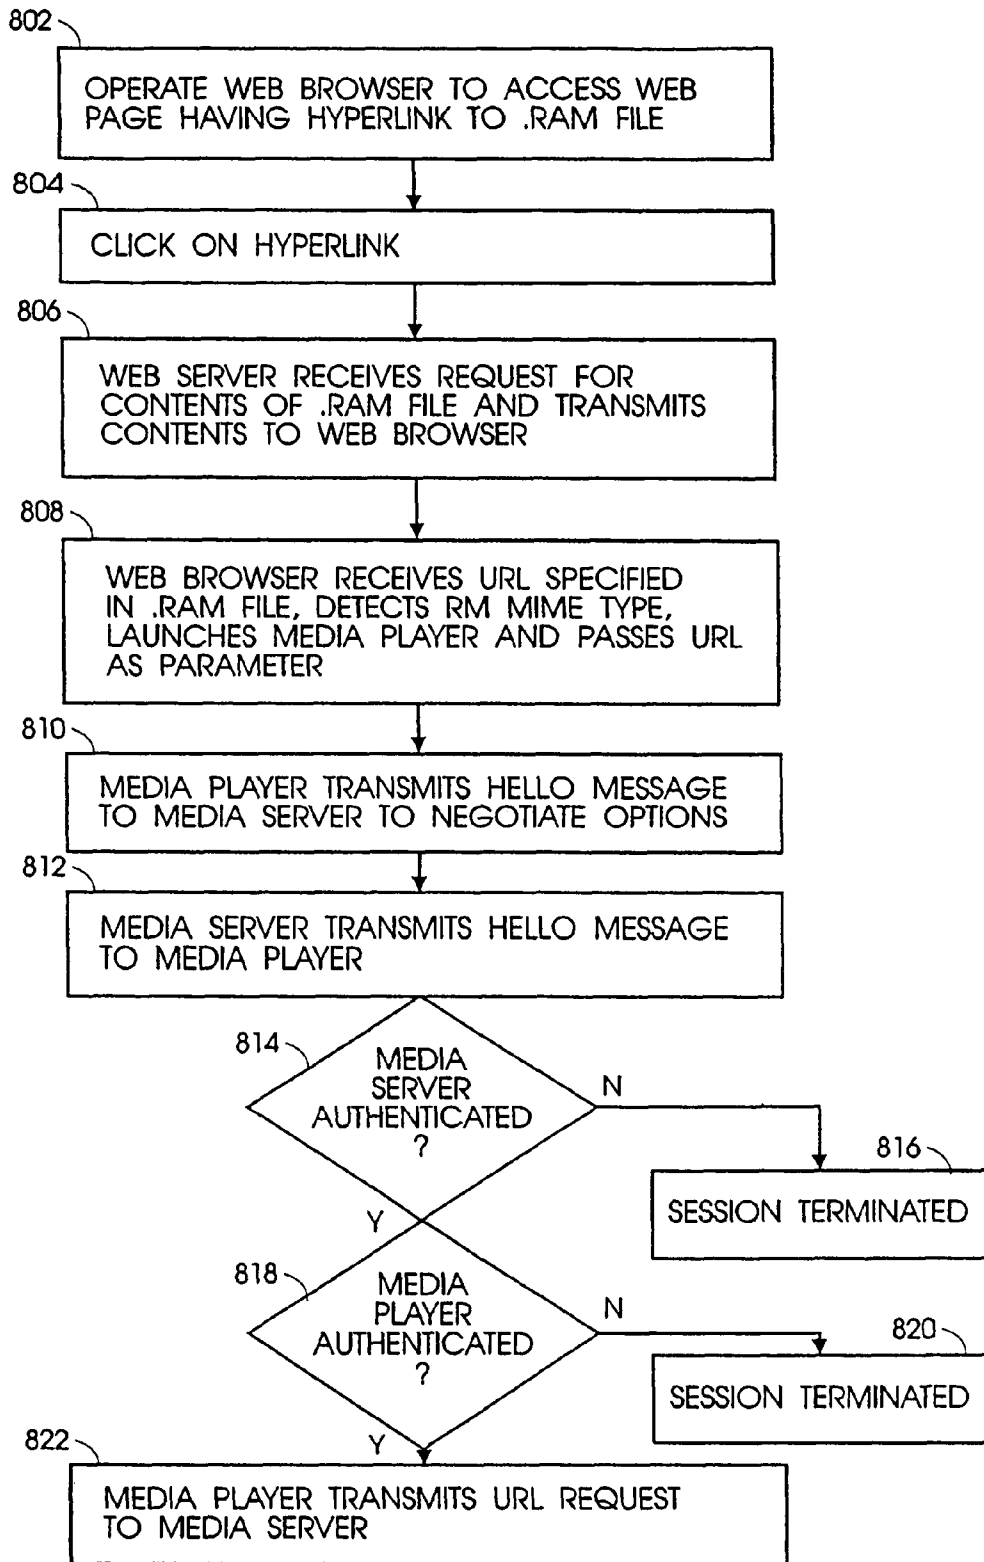 802
OPERATE WEB BROWSER TO ACCESS WEB
PAGE HAVING HYPERLINK TO .RAM FILE
804
CLICK ON HYPERLINK
806
WEB SERVER RECEIVES REQUEST FOR
CONTENTS OF .RAM FILE AND TRANSMITS
CONTENTS TO WEB BROWSER
808
WEB BROWSER RECEIVES URL SPECIFIED
IN .RAM FILE, DETECTS RM MIME TYPE,
LAUNCHES MEDIA PLAYER AND PASSES URL
AS PARAMETER
810
MEDIA PLAYER TRANSMITS HELLO MESSAGE
TO MEDIA SERVER TO NEGOTIATE OPTIONS
812
MEDIA SERVER TRANSMITS HELLO MESSAGE
TO MEDIA PLAYER
814
MEDIA
SERVER
AUTHENTICATED
?
N
816
SESSION TERMINATED
Y
818
MEDIA
PLAYER
AUTHENTICATED
?
N
820
SESSION TERMINATED
Y
822
MEDIA PLAYER TRANSMITS URL REQUEST
TO MEDIA SERVER